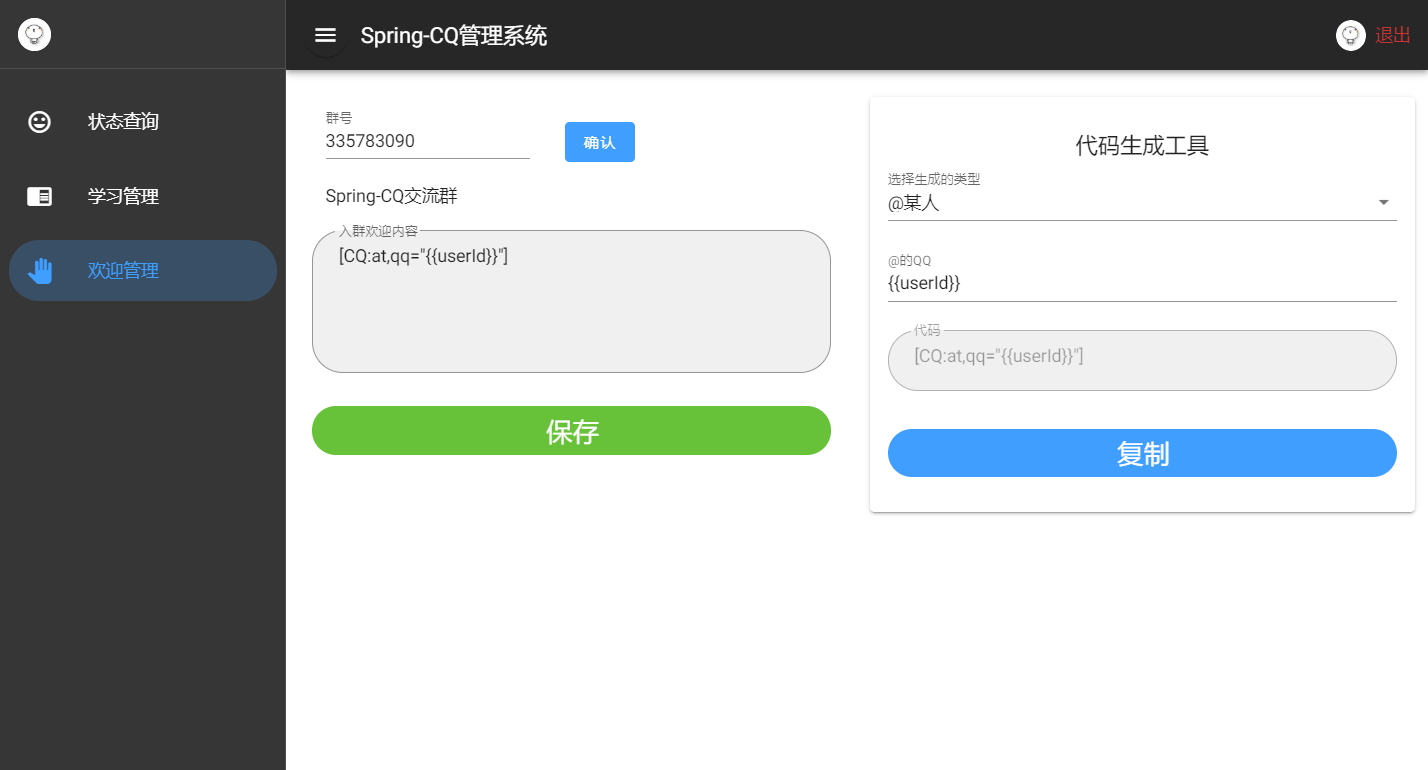 Spring-CQ管理系统
退出
状态查询
学习管理
欢迎管理
群号
335783090
确认
Spring-CQ交流群
入群欢迎内容
[CQ:at,qq="{{userId}}"]
保存
代码生成工具
选择生成的类型
@某人
@的QQ
{{userId}}
代码
[CQ:at,qq="{{userId}}"]
复制